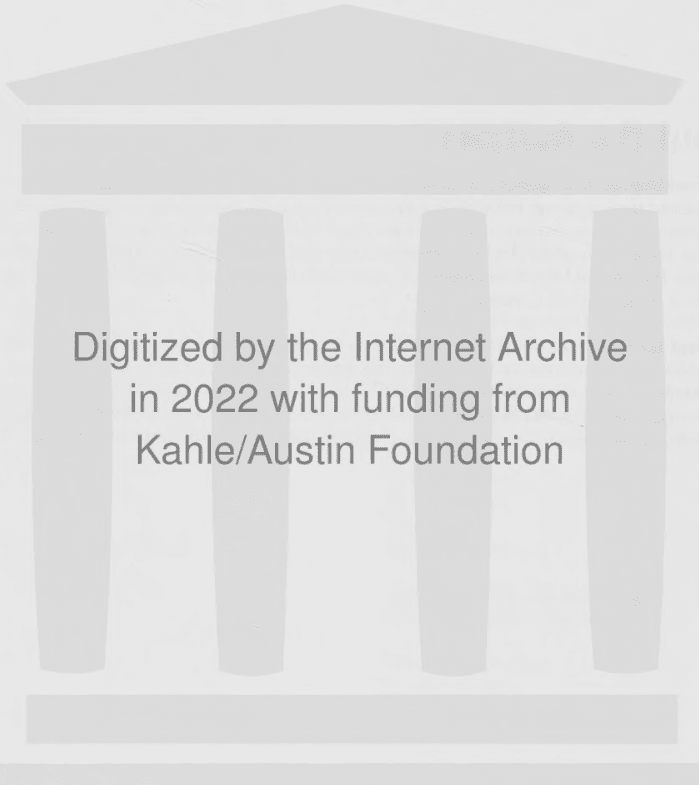 Digitized by the Internet Archive
in 2022 with funding from
Kahle/Austin Foundation